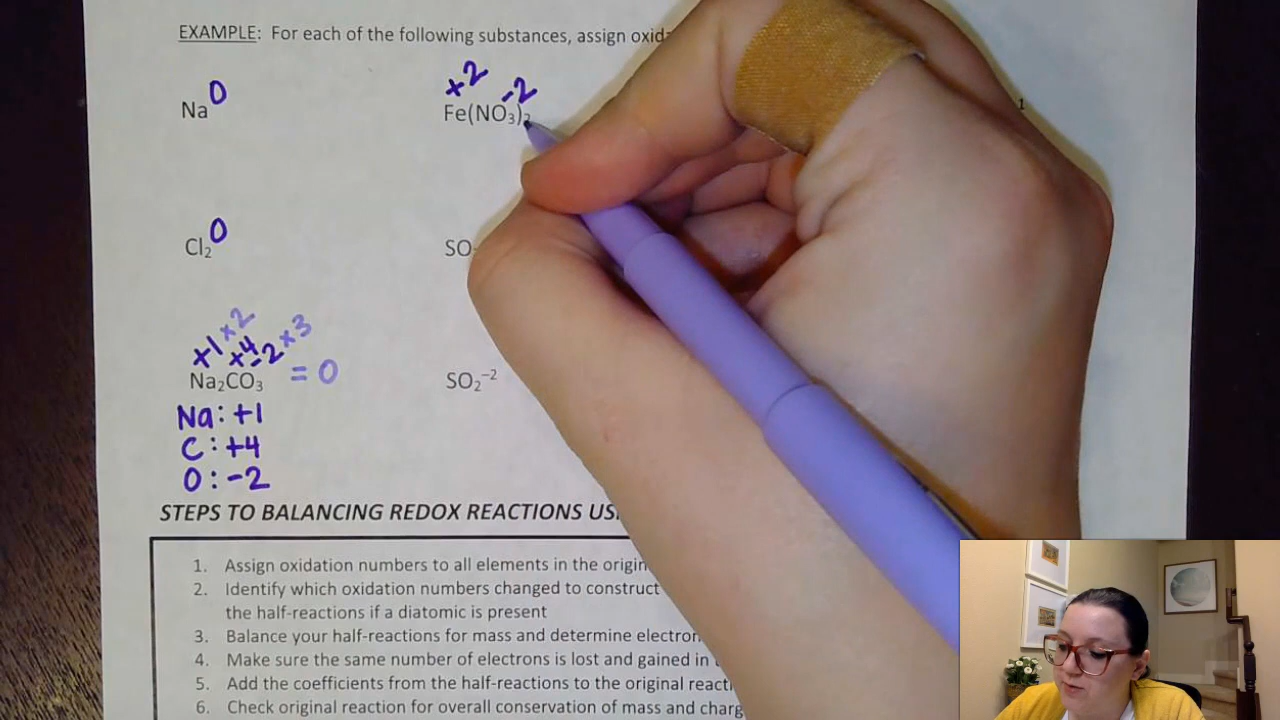 EXAMPLE: For each of the following substances, assign oxid
Na 0
+2 -2
Fe(NO₃)₂
1
Cl₂ 0
SO
+1 ×2 +4 -2 ×3
Na₂CO₃ = 0
SO₂⁻²
Na: +1
C: +4
O: -2
STEPS TO BALANCING REDOX REACTIONS
1. Assign oxidation numbers to all elements in the
2. Identify which oxidation numbers changed to construct
the half-reactions if a diatomic is present
3. Balance your half-reactions for mass and determine
4. Make sure the same number of electrons is lost and gained in
5. Add the coefficients from the half-reactions to the original
6. Check original reaction for overall conservation of mass and